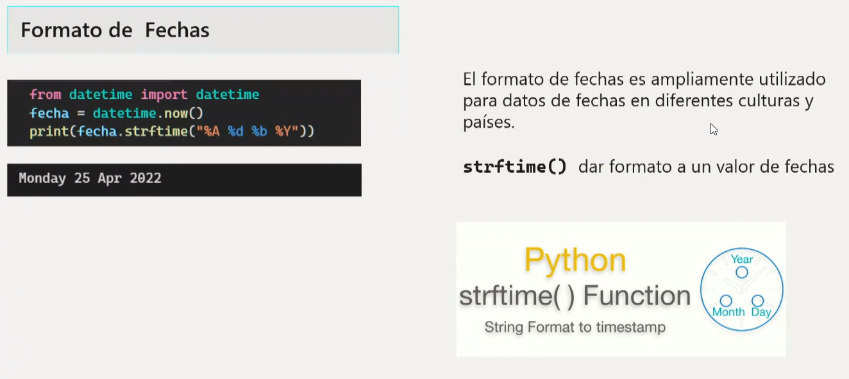 Formato de Fechas
from datetime import datetime
fecha = datetime.now()
print(fecha.strftime("%A %d %b %Y"))
Monday 25 Apr 2022
El formato de fechas es ampliamente utilizado
para datos de fechas en diferentes culturas y
países.
strftime() dar formato a un valor de fechas
Python
strftime( ) Function
String Format to timestamp
Year
Month Day